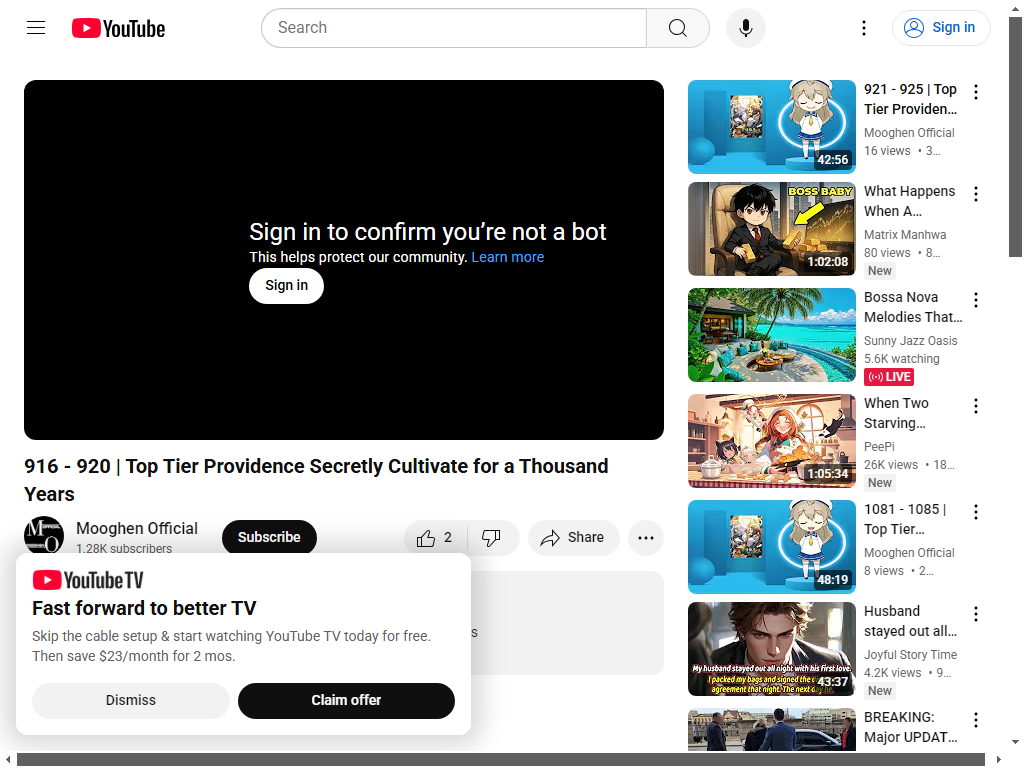 YouTube
Search
Sign in
Sign in to confirm you’re not a bot
This helps protect our community. Learn more
Sign in
916 - 920 | Top Tier Providence Secretly Cultivate for a Thousand
Years
Mooghen Official
1.28K subscribers
Subscribe
2
Share
s
YouTube TV
Fast forward to better TV
Skip the cable setup & start watching YouTube TV today for free.
Then save $23/month for 2 mos.
Dismiss
Claim offer
42:56
921 - 925 | Top
Tier Providen...
Mooghen Official
16 views • 3...
BOSS BABY
1:02:08
What Happens
When A...
Matrix Manhwa
80 views • 8...
New
Bossa Nova
Melodies That...
Sunny Jazz Oasis
5.6K watching
LIVE
1:05:34
When Two
Starving...
PeePi
26K views • 18...
New
48:19
1081 - 1085 |
Top Tier...
Mooghen Official
8 views • 2...
My husband stayed out all night with his first love.
I packed my bags and signed the
agreement that night. The next
43:37
Husband
stayed out all...
Joyful Story Time
4.2K views • 9...
New
BREAKING:
Major UPDAT...